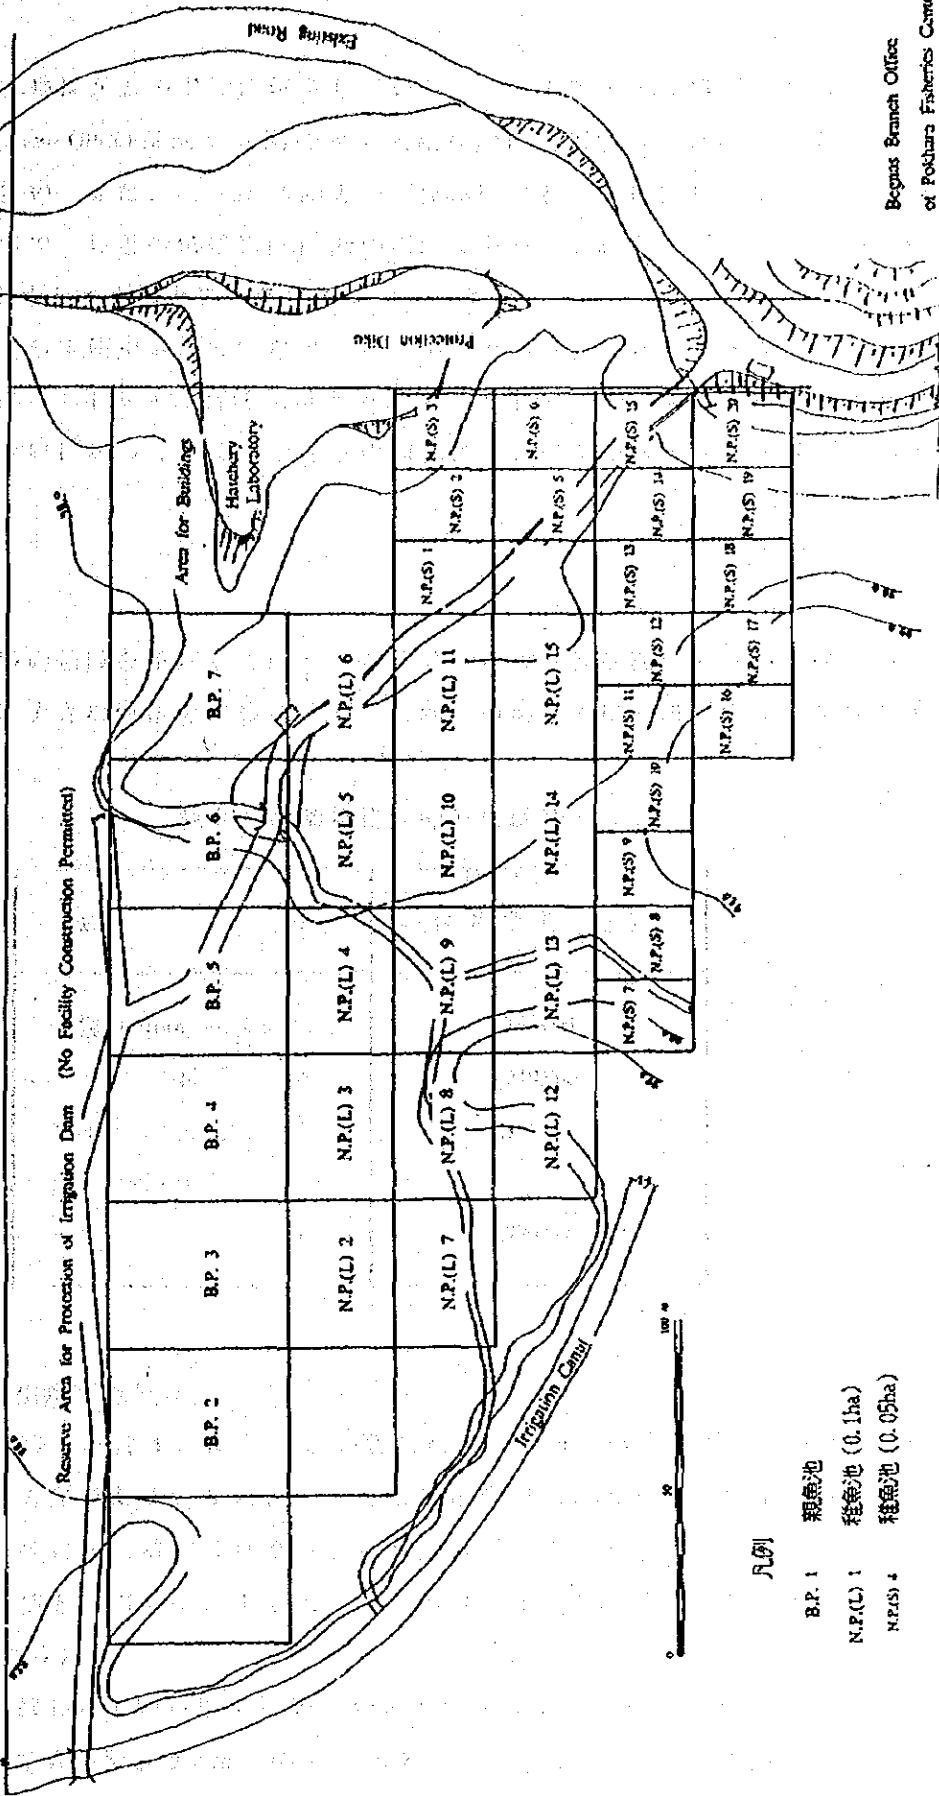 Existing Road
Begnas Branch Office
of Pokhara Fisheries
Protection Dike
Reserve Area for Protection of Irrigation Dam (No Facility Construction Permitted)
Area for Buildings
Hatchery
Laboratory
B.P. 2
B.P. 3
B.P. 4
B.P. 5
B.P. 6
B.P. 7
N.P.(L) 2
N.P.(L) 3
N.P.(L) 4
N.P.(L) 5
N.P.(L) 6
N.P.(S) 1
N.P.(S) 2
N.P.(S) 3
N.P.(L) 7
N.P.(L) 8
N.P.(L) 9
N.P.(L) 10
N.P.(L) 11
N.P.(S) 5
N.P.(S) 6
N.P.(L) 12
N.P.(L) 13
N.P.(L) 14
N.P.(L) 15
N.P.(S) 7
N.P.(S) 8
N.P.(S) 9
N.P.(S) 10
N.P.(S) 11
N.P.(S) 12
N.P.(S) 13
N.P.(S) 14
N.P.(S) 15
N.P.(S) 16
N.P.(S) 17
N.P.(S) 18
N.P.(S) 19
N.P.(S) 20
Irrigation Canal
0 50 100 m
凡例
B.P. 1 親魚池
N.P.(L) 1 稚魚池 (0.1ha)
N.P.(S) 4 稚魚池 (0.05ha)